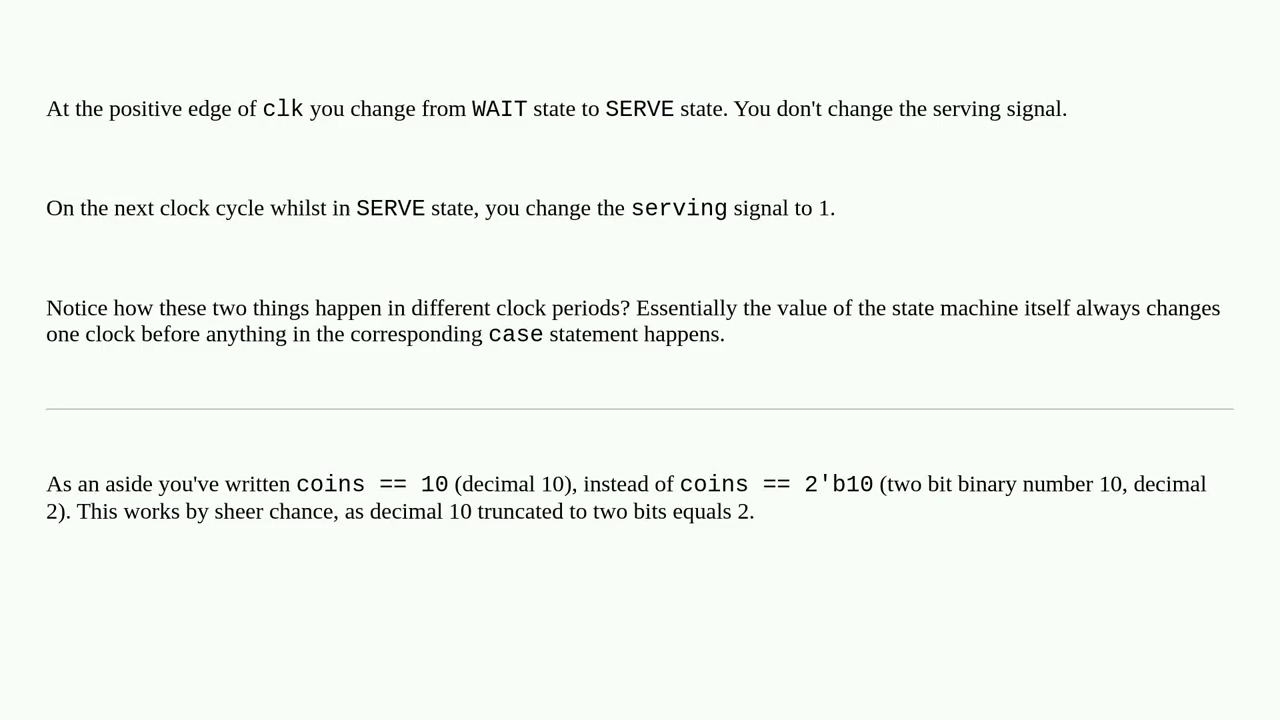 At the positive edge of clk you change from WAIT state to SERVE state. You don't change the serving signal.
On the next clock cycle whilst in SERVE state, you change the serving signal to 1.
Notice how these two things happen in different clock periods? Essentially the value of the state machine itself always changes
one clock before anything in the corresponding case statement happens.
As an aside you've written coins == 10 (decimal 10), instead of coins == 2'b10 (two bit binary number 10, decimal
2). This works by sheer chance, as decimal 10 truncated to two bits equals 2.